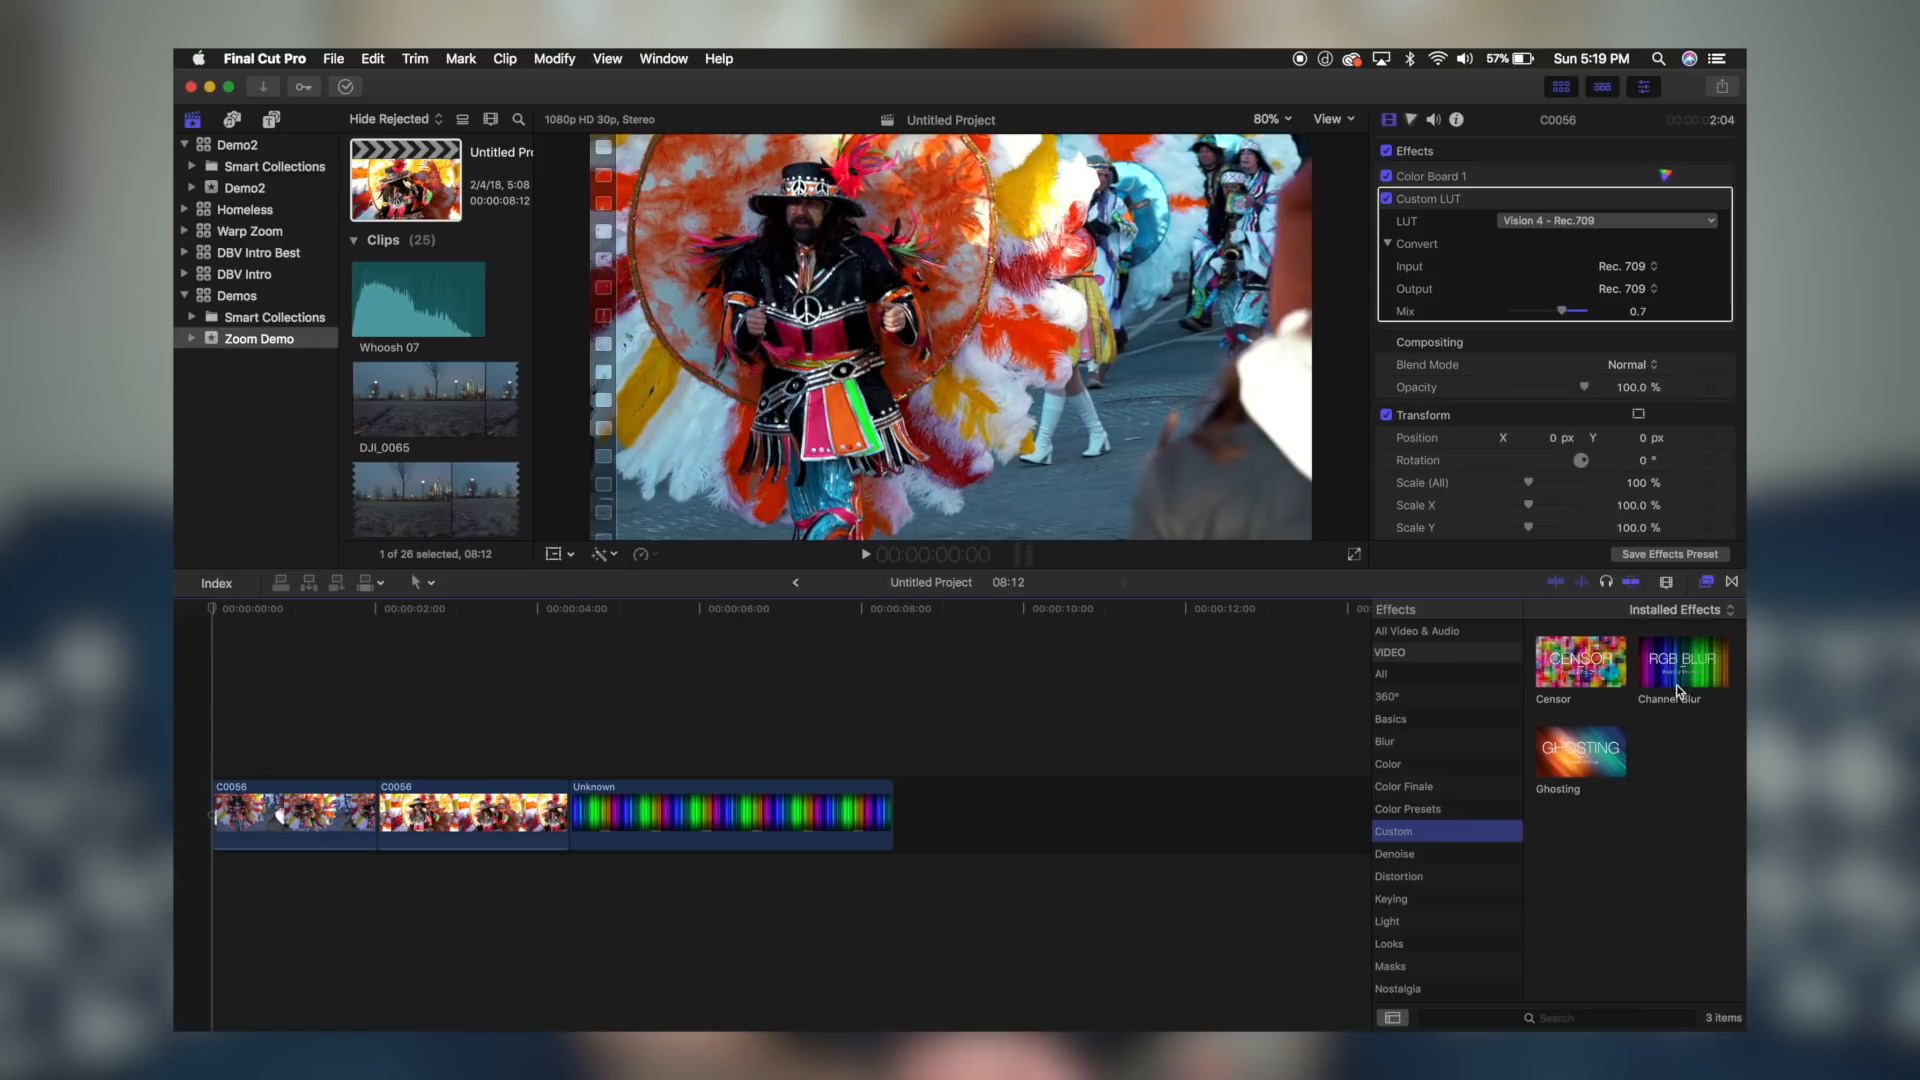 Final Cut Pro File Edit Trim Mark Clip Modify View Window Help 57% Sun 5:19 PM
Hide Rejected 1080p HD 30p, Stereo Untitled Project 80% View C0056 00:00:02:04
Demo2
Smart Collections
Demo2
Homeless
Warp Zoom
DBV Intro Best
DBV Intro
Demos
Smart Collections
Zoom Demo
Untitled Pr
2/4/18, 5:08
00:00:08:12
Clips (25)
Whoosh 07
DJI_0065
1 of 26 selected, 08:12
00:00:00:00
Effects
Color Board 1
Custom LUT
LUT Vision 4 - Rec.709
Convert
Input Rec. 709
Output Rec. 709
Mix 0.7
Compositing
Blend Mode Normal
Opacity 100.0 %
Transform
Position X 0 px Y 0 px
Rotation 0 °
Scale (All) 100 %
Scale X 100.0 %
Scale Y 100.0 %
Save Effects Preset
Index Untitled Project 08:12
00:00:00:00 00:00:02:00 00:00:04:00 00:00:06:00 00:00:08:00 00:00:10:00 00:00:12:00 00:
C0056 C0056 Unknown
Effects Installed Effects
All Video & Audio
VIDEO
All
360°
Basics
Blur
Color
Color Finale
Color Presets
Custom
Denoise
Distortion
Keying
Light
Looks
Masks
Nostalgia
CENSOR RGB BLUR
Censor Channel Blur
GHOSTING
Ghosting
Search 3 items